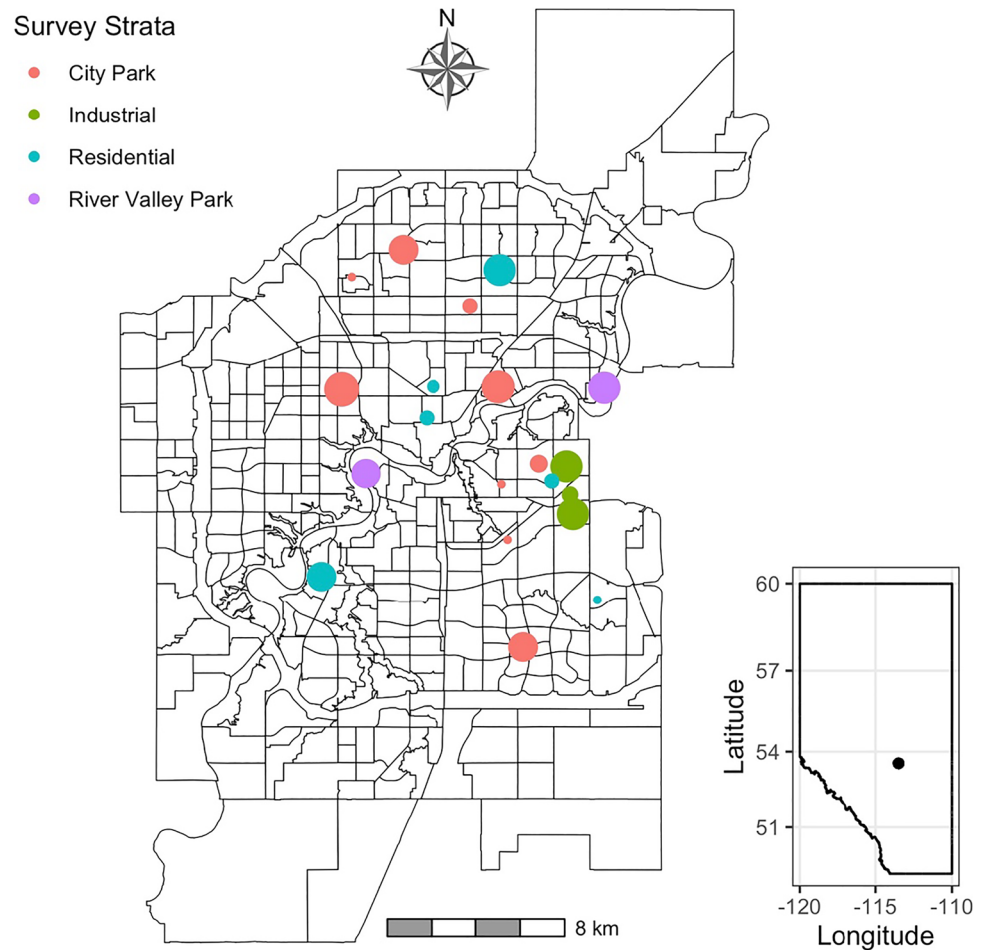 Survey Strata
City Park
Industrial
Residential
River Valley Park
N
8 km
60
57
54
51
Latitude
-120
-115
-110
Longitude